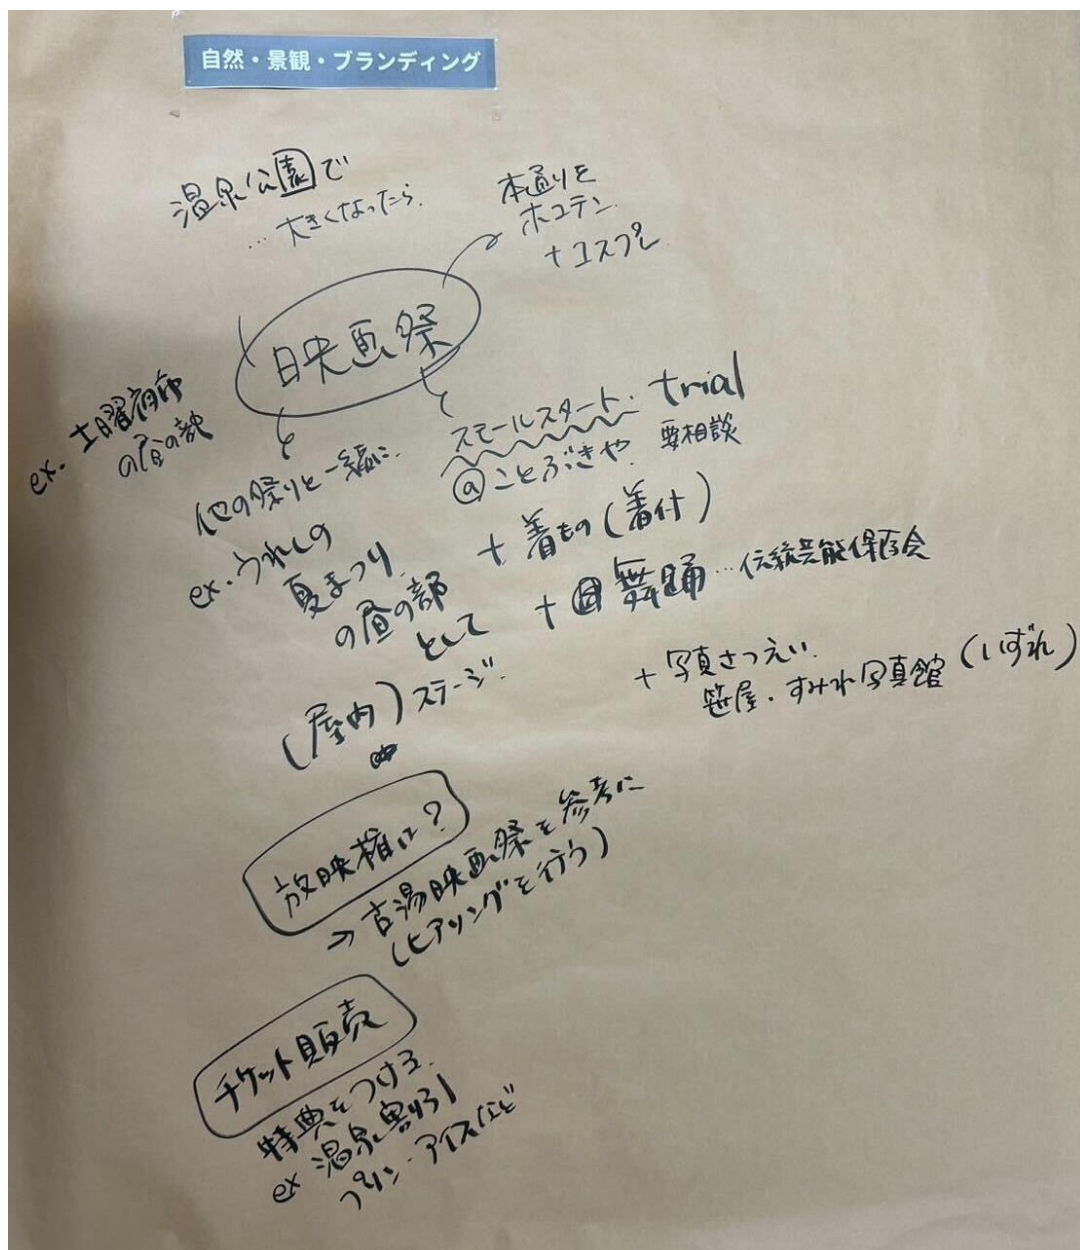 自然・景観・ブランディング
温泉公園で
…大きくなったら.
本通りを
ホコテン
+コスプレ
映画祭
ex. 土曜夜市
の昼の部
他の祭りと一緒に.
ex. うれしの
夏まつり
の昼の部
として
(屋内)ステージ.
スモールスタート. trial
@ことぶきや. 要相談
+着もの(着付)
+舞踊…伝統芸能保存会
+写真さつえい.
笹屋・すみれ写真館(いずれ)
放映権は?
→古湯映画祭を参考に
(ヒアリングを行う)
チケット販売
特典をつける.
ex 温泉割引
プリン・アイスなど